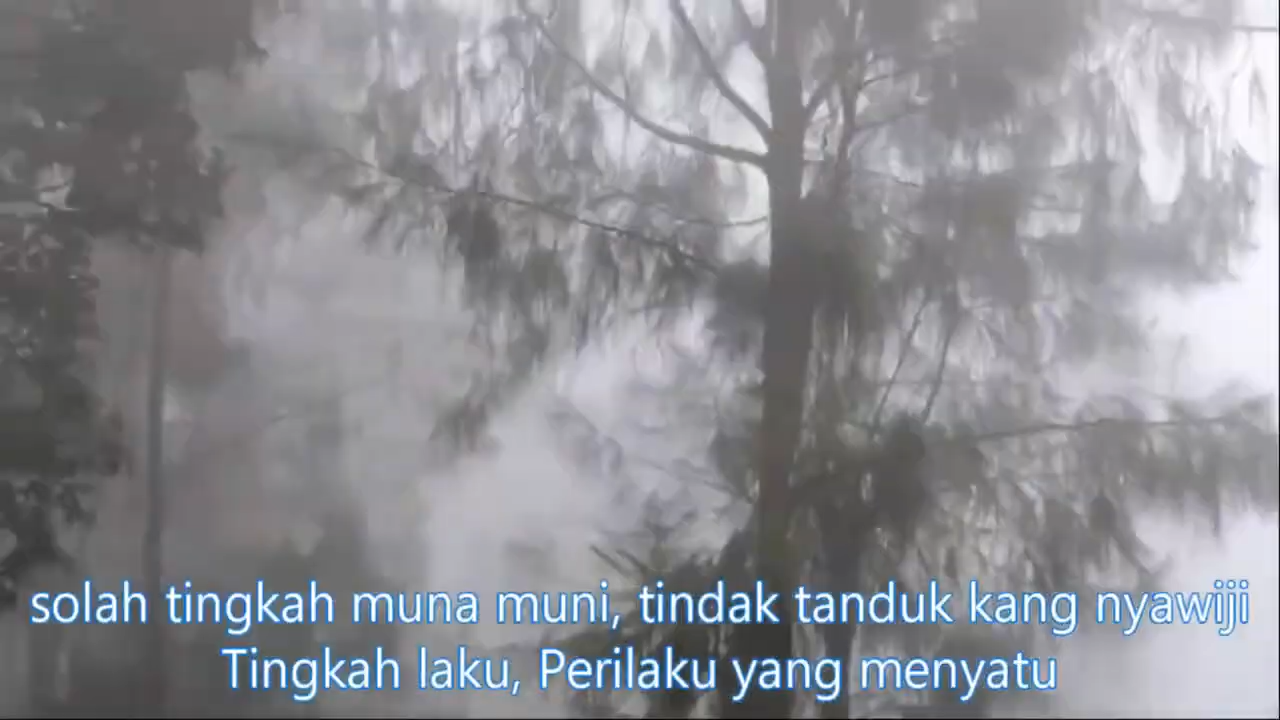 solah tingkah muna muni, tindak tanduk kang nyawiji
Tingkah laku, Perilaku yang menyatu